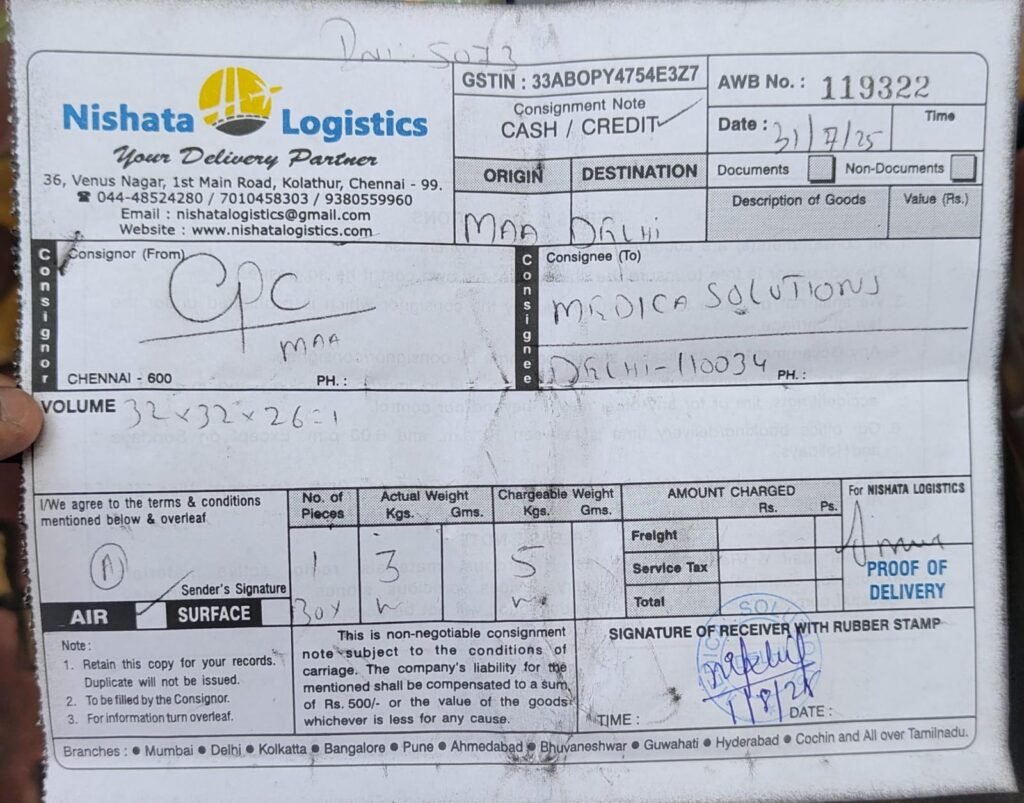 Nishata Logistics
Your Delivery Partner
36, Venus Nagar, 1st Main Road, Kolathur, Chennai - 99.
☎ 044-48524280 / 7010458303 / 9380559960
Email : nishatalogistics@gmail.com
Website : www.nishatalogistics.com
GSTIN : 33ABOPY4754E3Z7
Consignment Note
CASH / CREDIT ✓
ORIGIN DESTINATION
MAA DELHI
AWB No. : 119322
Date : 31/7/25 Time
Documents Non-Documents
Description of Goods Value (Rs.)
Consignor
Consignor (From)
CPC
MAA
CHENNAI - 600 PH. :
Consignee
Consignee (To)
MEDICA SOLUTIONS
DELHI-110034 PH. :
VOLUME 32x32x26=1
I/We agree to the terms & conditions
mentioned below & overleaf
A
Sender's Signature
AIR ✓ SURFACE
No. of Pieces
1
Box
Actual Weight
Kgs. Gms.
3
Chargeable Weight
Kgs. Gms.
5
AMOUNT CHARGED
Rs. Ps.
Freight
Service Tax
Total
For NISHATA LOGISTICS
PROOF OF
DELIVERY
Note :
1. Retain this copy for your records.
Duplicate will not be issued.
2. To be filled by the Consignor.
3. For information turn overleaf.
This is non-negotiable consignment
note subject to the conditions of
carriage. The company's liability for the
mentioned shall be compensated to a sum
of Rs. 500/- or the value of the goods
whichever is less for any cause.
SIGNATURE OF RECEIVER WITH RUBBER STAMP
1/8/25
TIME : DATE :
Branches : ● Mumbai ● Delhi ● Kolkatta ● Bangalore ● Pune ● Ahmedabad ● Bhuvaneshwar ● Guwahati ● Hyderabad ● Cochin and All over Tamilnadu.